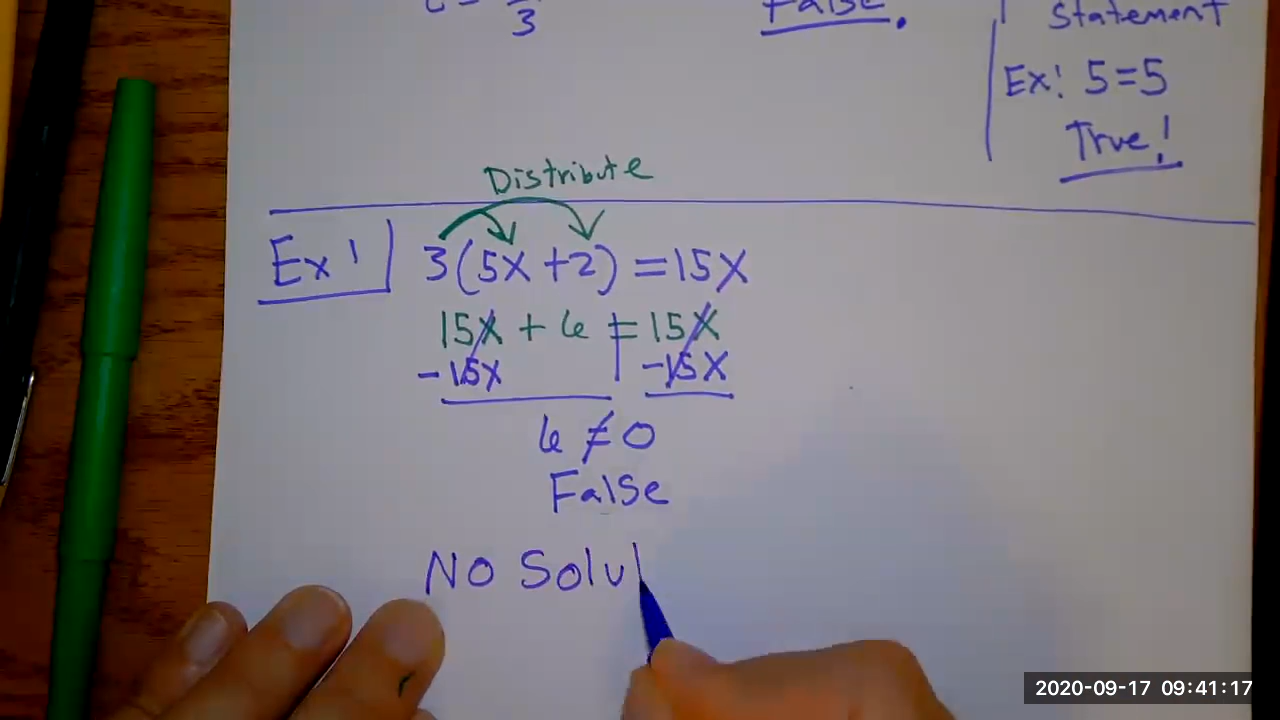 False.
Statement
Ex! 5=5
True!
Distribute
Ex! 3(5x+2)=15x
15x+6=15x
-15x -15x
6≠0
False
No Solu
2020-09-17 09:41:17